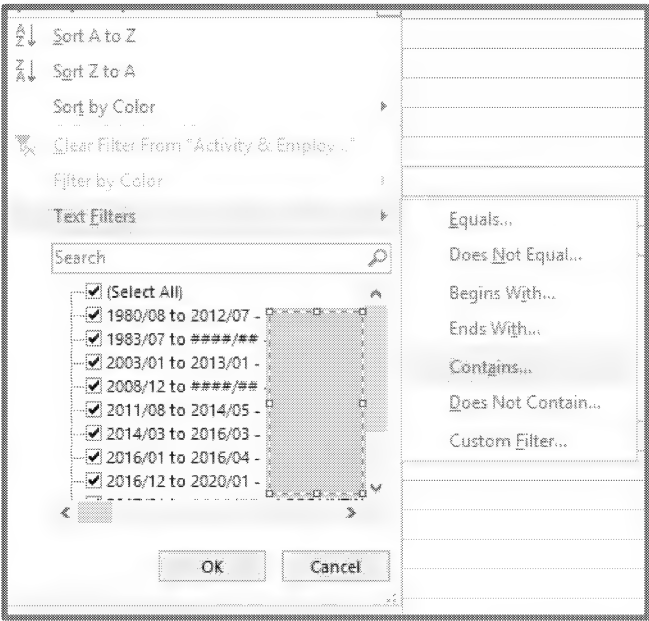 Sort A to Z
Sort Z to A
Sort by Color
Clear Filter From "Activity & Employ..."
Filter by Color
Text Filters
Search
(Select All)
1980/08 to 2012/07 -
1983/07 to ####/## -
2003/01 to 2013/01 -
2008/12 to ####/## -
2011/08 to 2014/05 -
2014/03 to 2016/03 -
2016/01 to 2016/04 -
2016/12 to 2020/01 -
OK
Cancel
Equals...
Does Not Equal...
Begins With...
Ends With...
Contains...
Does Not Contain...
Custom Filter...